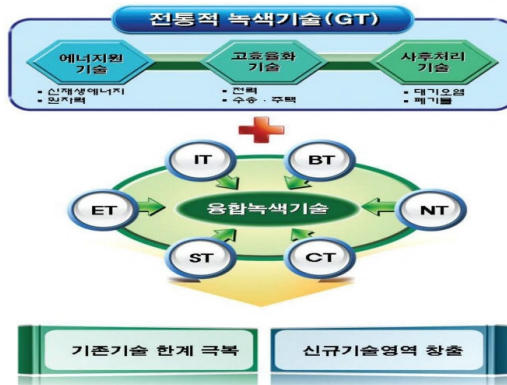 전통적 녹색기술(GT)
에너지원
기술
고효율화
기술
사후처리
기술
▪ 신재생에너지
▪ 원자력
▪ 전력
▪ 수송 · 주택
▪ 대기오염
▪ 폐기물
IT
BT
ET
융합녹색기술
NT
ST
CT
기존기술 한계 극복
신규기술영역 창출